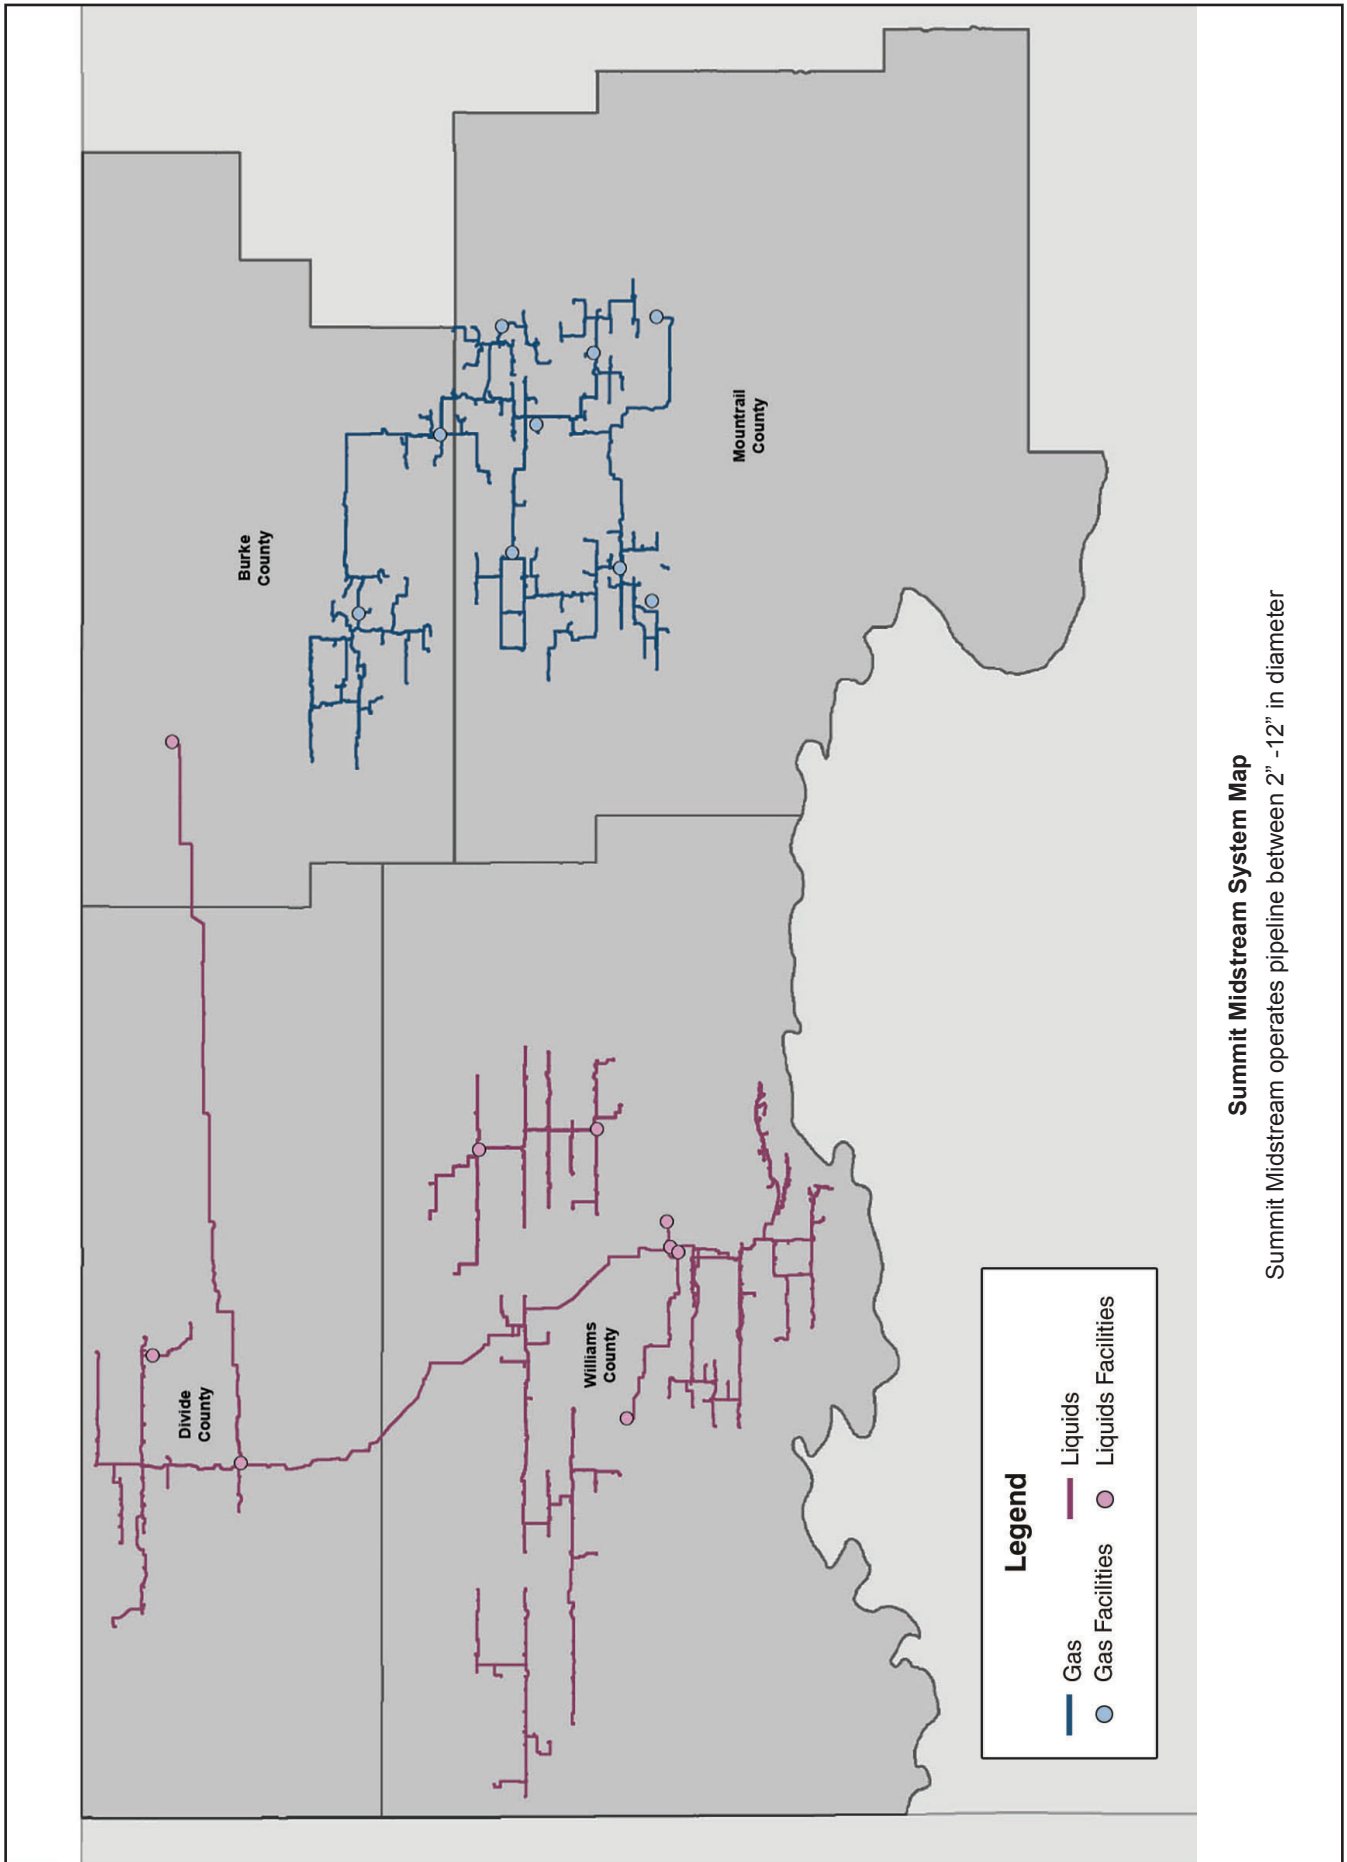 Divide
County
Burke
County
Williams
County
Mountrail
County
Legend
Gas
Liquids
Gas Facilities
Liquids Facilities
Summit Midstream System Map
Summit Midstream operates pipeline between 2” -12” in diameter